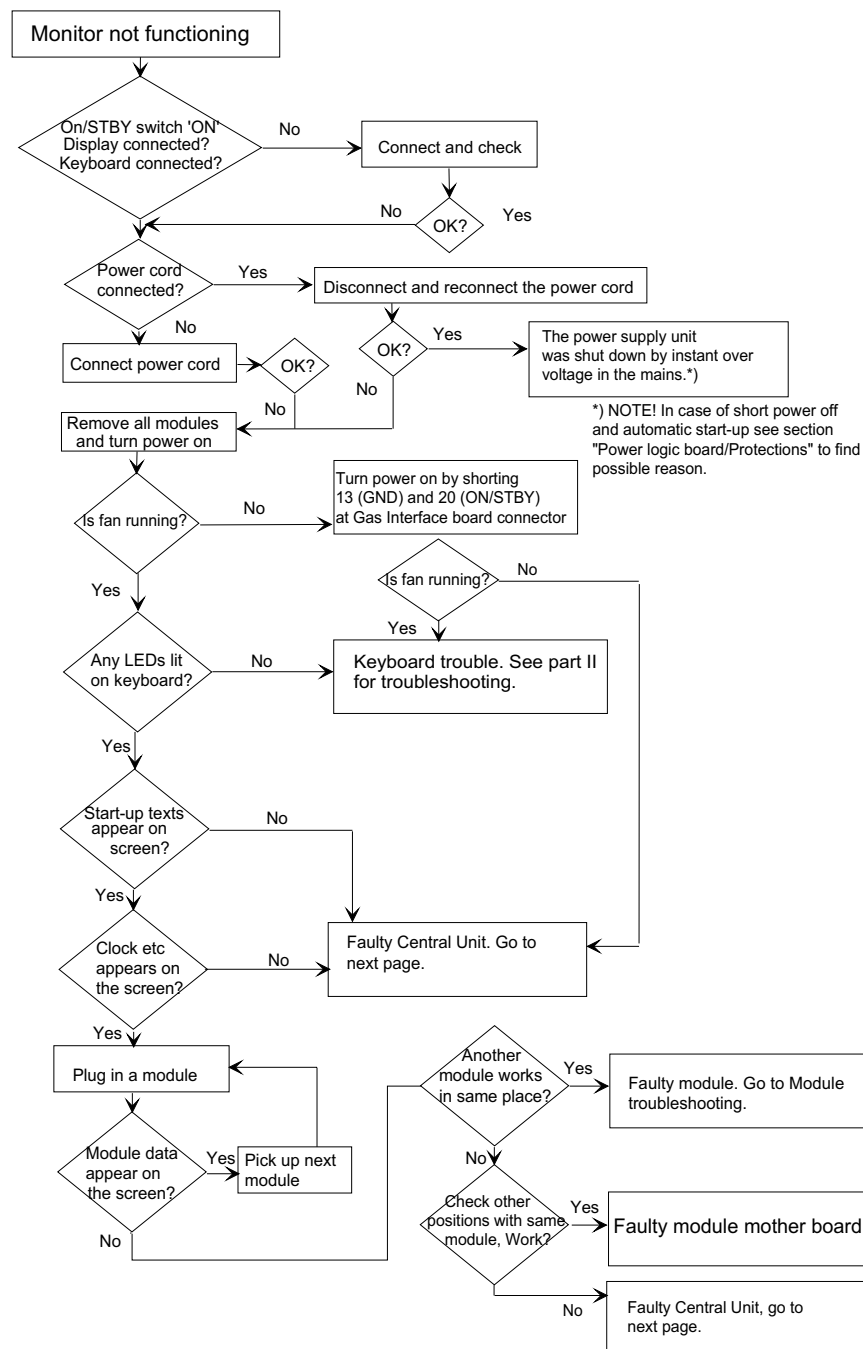 Monitor not functioning
On/STBY switch 'ON'
Display connected?
Keyboard connected?
No
Connect and check
No
OK?
Yes
Power cord
connected?
Yes
Disconnect and reconnect the power cord
No
Connect power cord
OK?
OK?
Yes
The power supply unit
was shut down by instant over
voltage in the mains.*)
No
No
*) NOTE! In case of short power off
and automatic start-up see section
"Power logic board/Protections" to find
possible reason.
Remove all modules
and turn power on
Is fan running?
No
Turn power on by shorting
13 (GND) and 20 (ON/STBY)
at Gas Interface board connector
Yes
Is fan running?
No
Yes
Any LEDs lit
on keyboard?
No
Keyboard trouble. See part II
for troubleshooting.
Yes
Start-up texts
appear on
screen?
No
Yes
Clock etc
appears on
the screen?
No
Faulty Central Unit. Go to
next page.
Yes
Plug in a module
Another
module works
in same place?
Yes
Faulty module. Go to Module
troubleshooting.
Module data
appear on
the screen?
Yes
Pick up next
module
No
No
Check other
positions with same
module, Work?
Yes
Faulty module mother board
No
Faulty Central Unit, go to
next page.